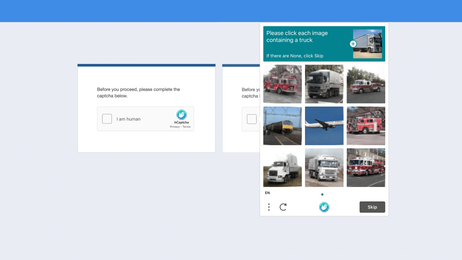 Before you proceed, please complete the
captcha below.
I am human
hCaptcha
Privacy - Terms
Before yo
captcha
Please click each image
containing a truck
If there are None, click Skip
EN
Skip